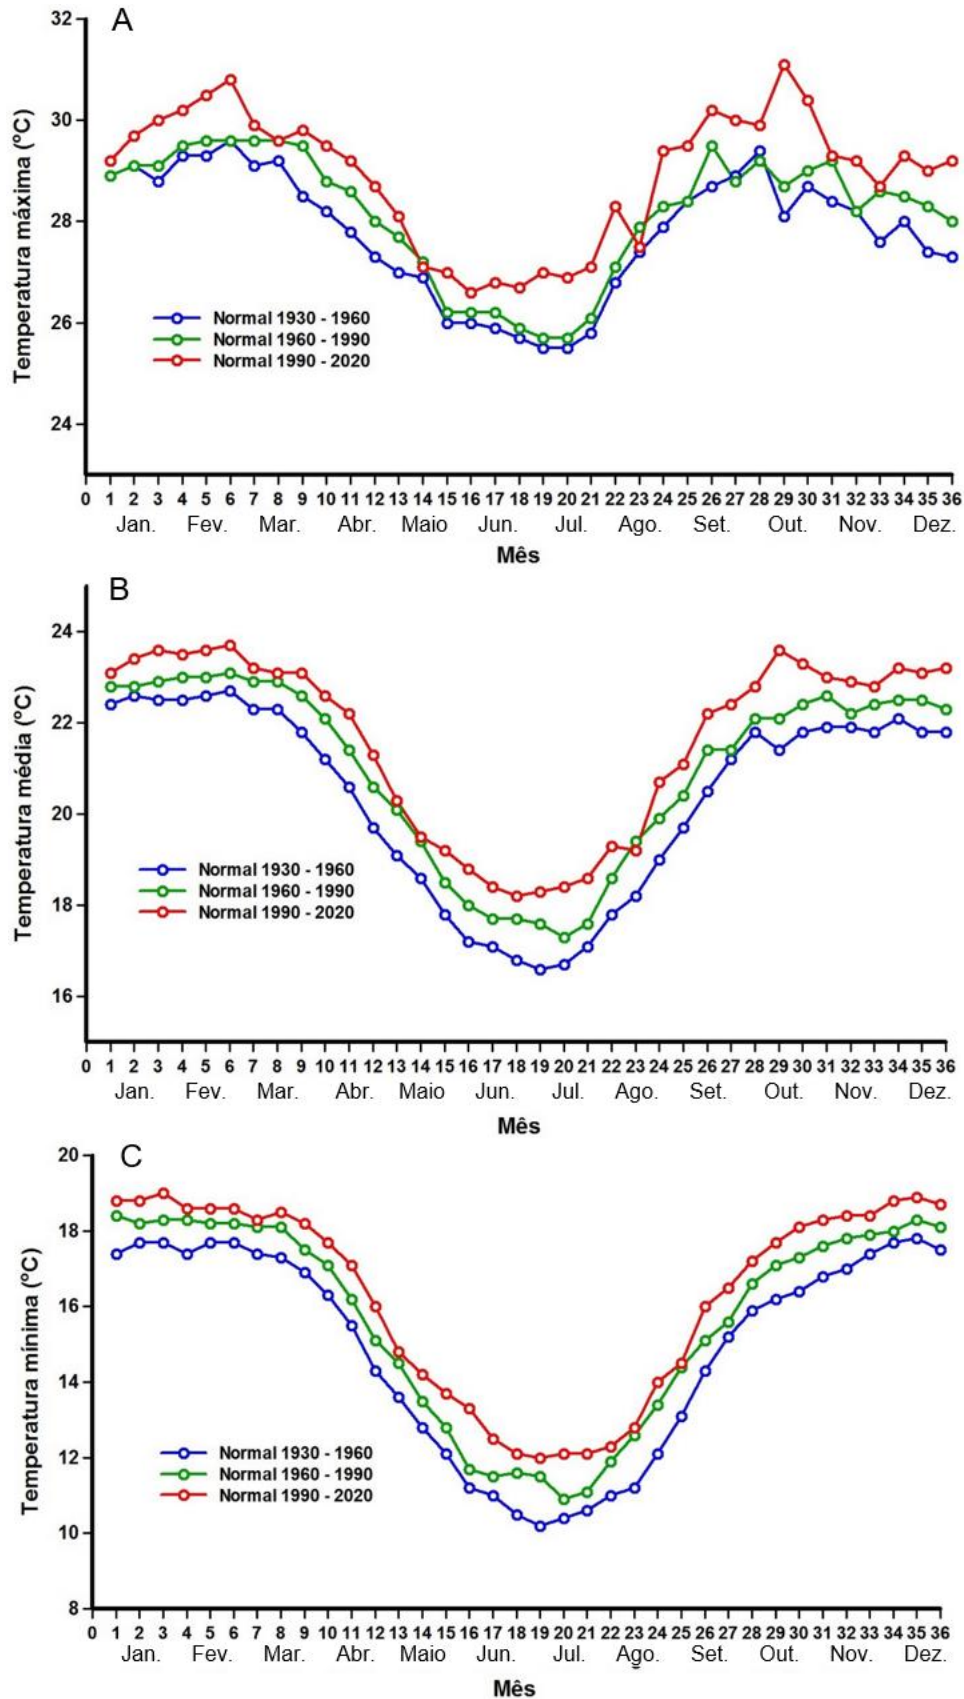 A
32
30
28
26
24
Temperatura máxima (ºC)
Normal 1930 - 1960
Normal 1960 - 1990
Normal 1990 - 2020
0 1 2 3 4 5 6 7 8 9 10 11 12 13 14 15 16 17 18 19 20 21 22 23 24 25 26 27 28 29 30 31 32 33 34 35 36
Jan. Fev. Mar. Abr. Maio Jun. Jul. Ago. Set. Out. Nov. Dez.
Mês
B
24
22
20
18
16
Temperatura média (ºC)
Normal 1930 - 1960
Normal 1960 - 1990
Normal 1990 - 2020
0 1 2 3 4 5 6 7 8 9 10 11 12 13 14 15 16 17 18 19 20 21 22 23 24 25 26 27 28 29 30 31 32 33 34 35 36
Jan. Fev. Mar. Abr. Maio Jun. Jul. Ago. Set. Out. Nov. Dez.
Mês
C
20
18
16
14
12
10
8
Temperatura mínima (ºC)
Normal 1930 - 1960
Normal 1960 - 1990
Normal 1990 - 2020
0 1 2 3 4 5 6 7 8 9 10 11 12 13 14 15 16 17 18 19 20 21 22 23 24 25 26 27 28 29 30 31 32 33 34 35 36
Jan. Fev. Mar. Abr. Maio Jun. Jul. Ago. Set. Out. Nov. Dez.
Mês